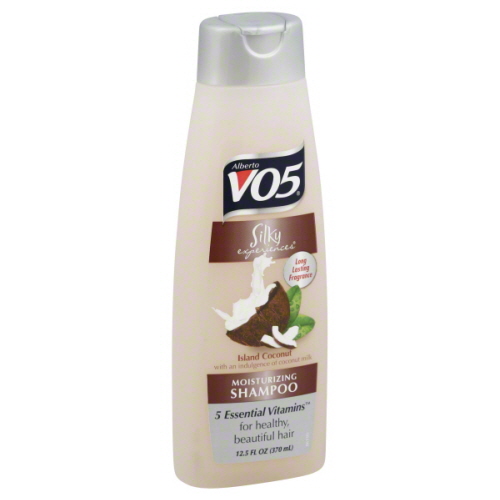 Alberto
VO5
Silky
experiences®
Long
Lasting
Fragrance
Island Coconut
with an indulgence of coconut milk
MOISTURIZING
SHAMPOO
5 Essential Vitamins™
for healthy,
beautiful hair
12.5 FL OZ (370 mL)